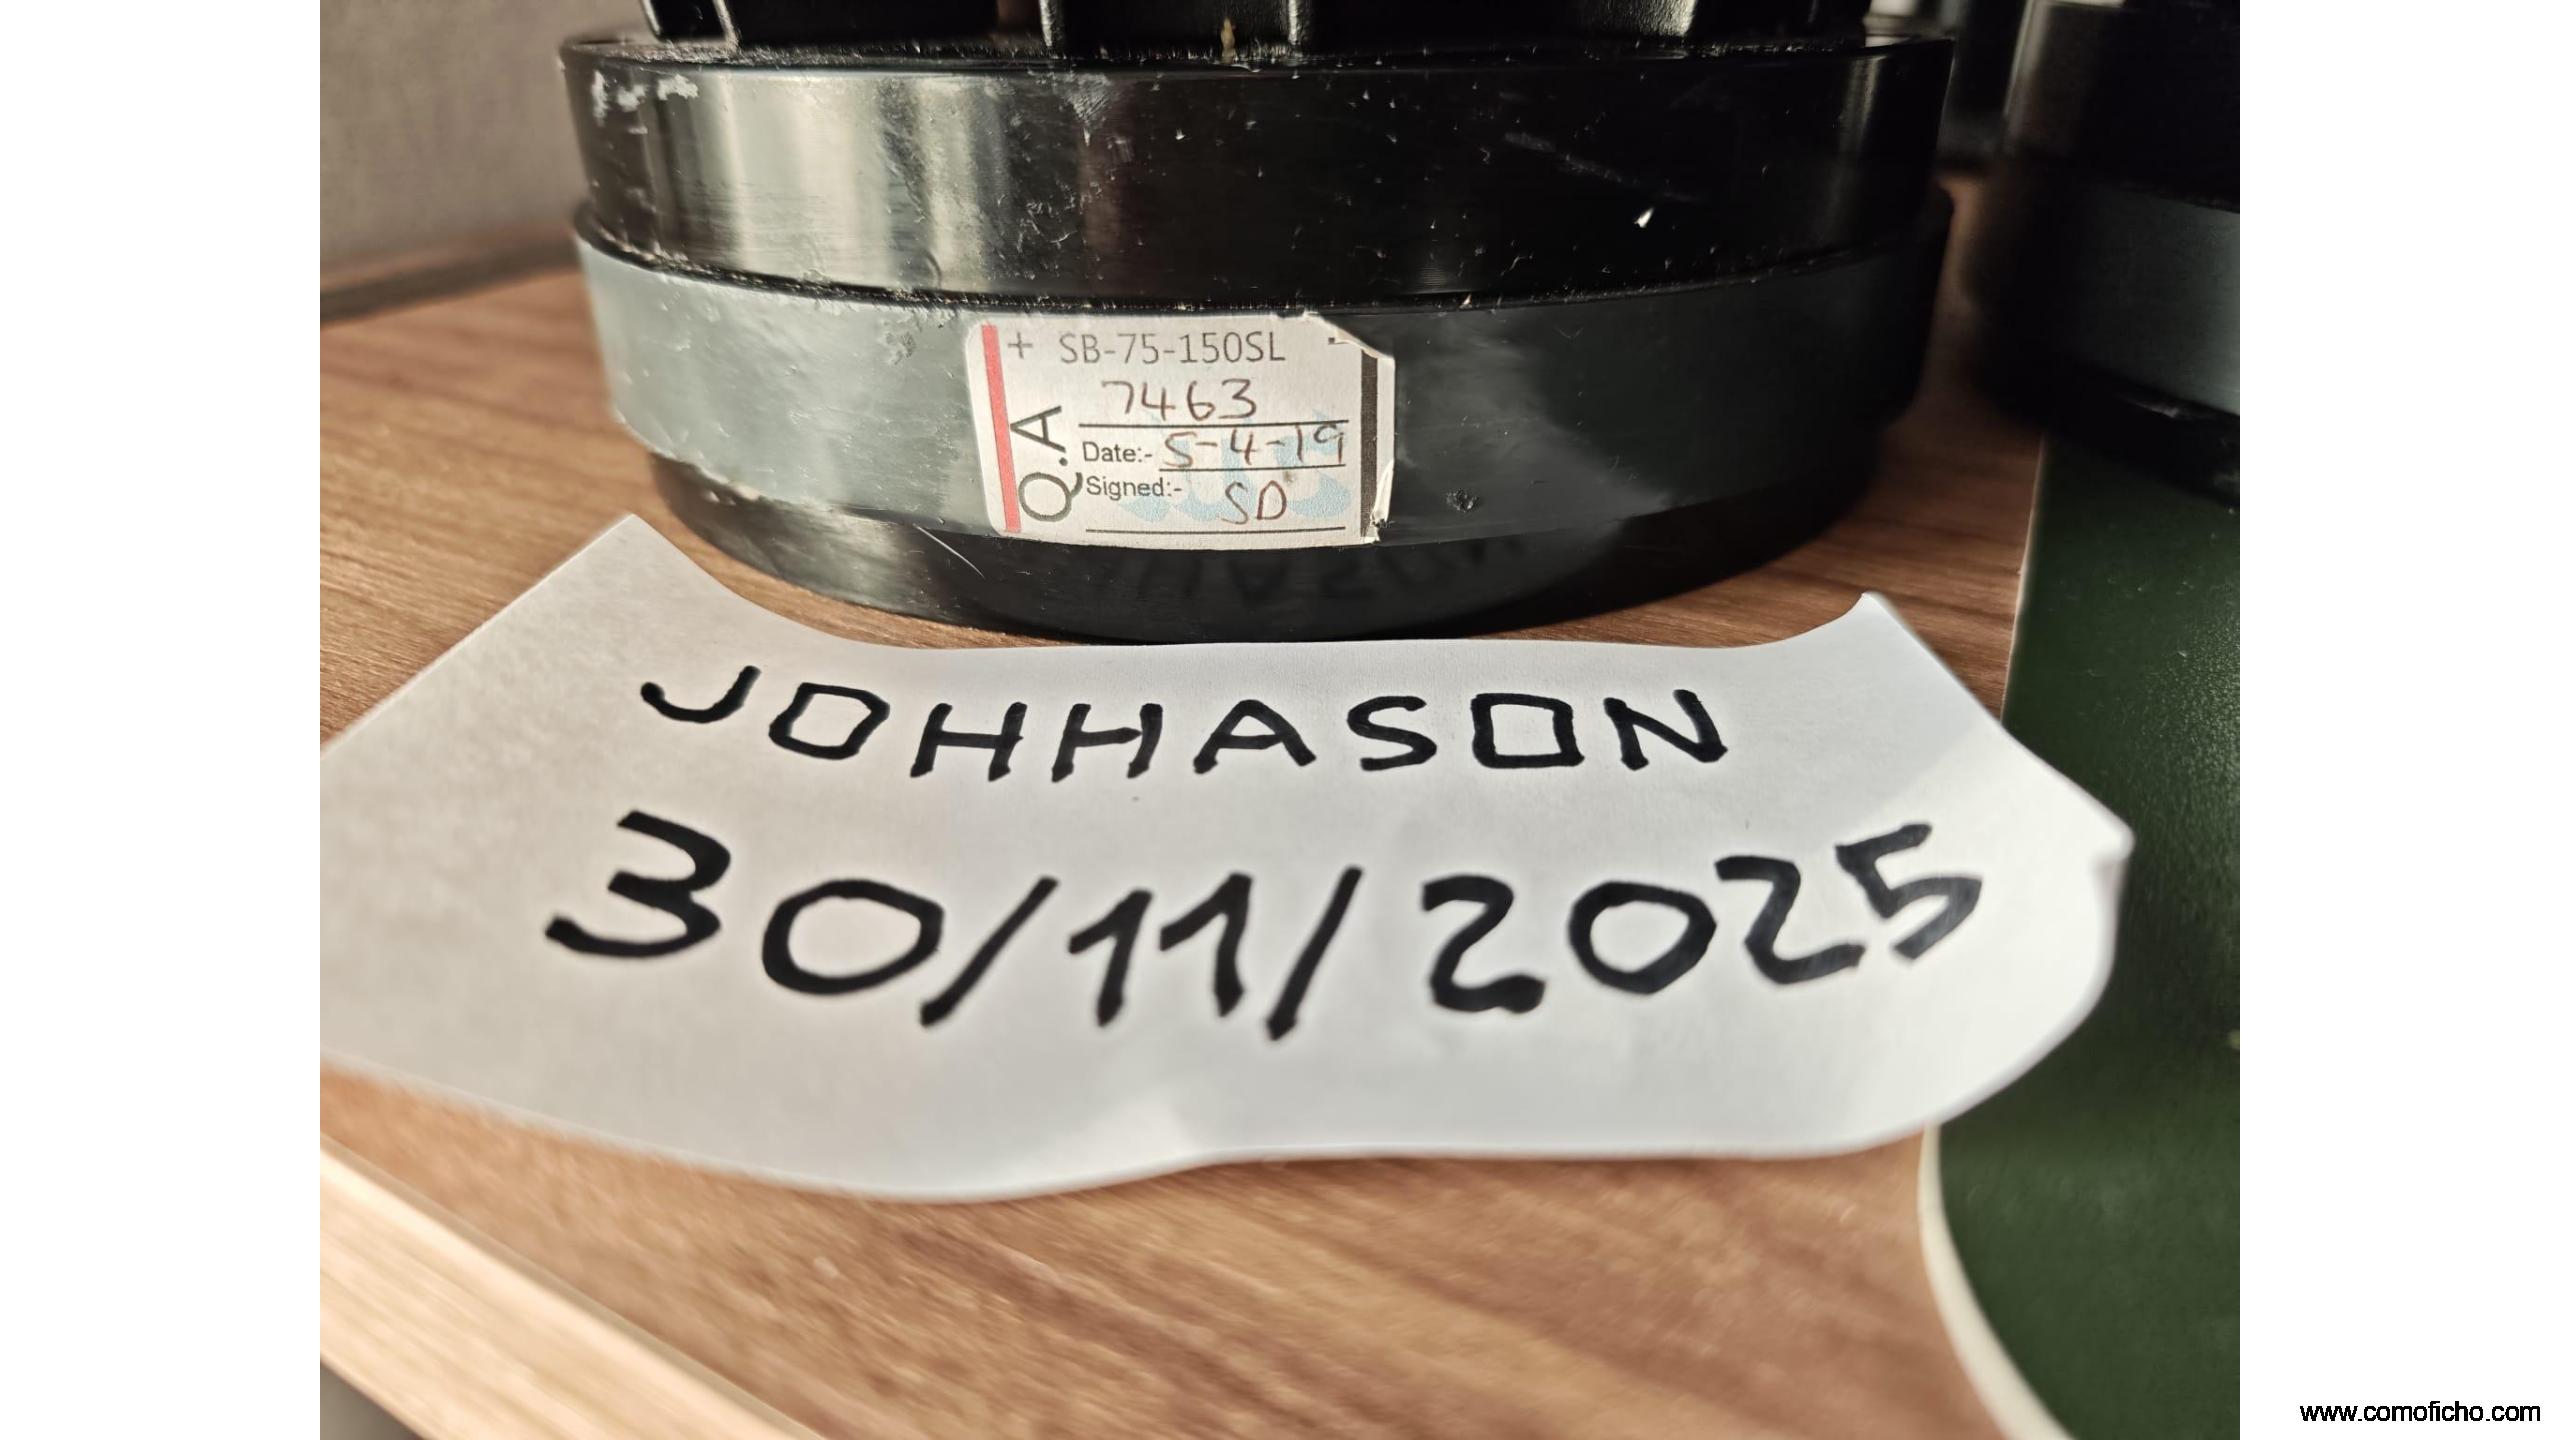 + SB-75-150SL -
7463
Q.A
Date:- 5-4-19
Signed:- SD
JOHHASON
30/11/2025
www.comoficho.com